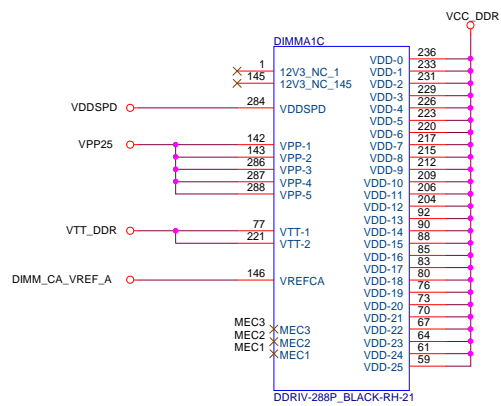 VCC_DDR
DIMMA1C
1 12V3_NC_1 VDD-0 236
145 12V3_NC_145 VDD-1 233
VDD-2 231
VDDSPD 284 VDDSPD VDD-3 229
VDD-4 226
VDD-5 223
VDD-6 220
VPP25 142 VPP-1 VDD-7 217
143 VPP-2 VDD-8 215
286 VPP-3 VDD-9 212
287 VPP-4 VDD-10 209
288 VPP-5 VDD-11 206
VDD-12 204
VDD-13 92
VTT_DDR 77 VTT-1 VDD-14 90
221 VTT-2 VDD-15 88
VDD-16 85
VDD-17 83
DIMM_CA_VREF_A 146 VREFCA VDD-18 80
VDD-19 76
VDD-20 73
VDD-21 70
MEC3 MEC3 VDD-22 67
MEC2 MEC2 VDD-23 64
MEC1 MEC1 VDD-24 61
VDD-25 59
DDRIV-288P_BLACK-RH-21